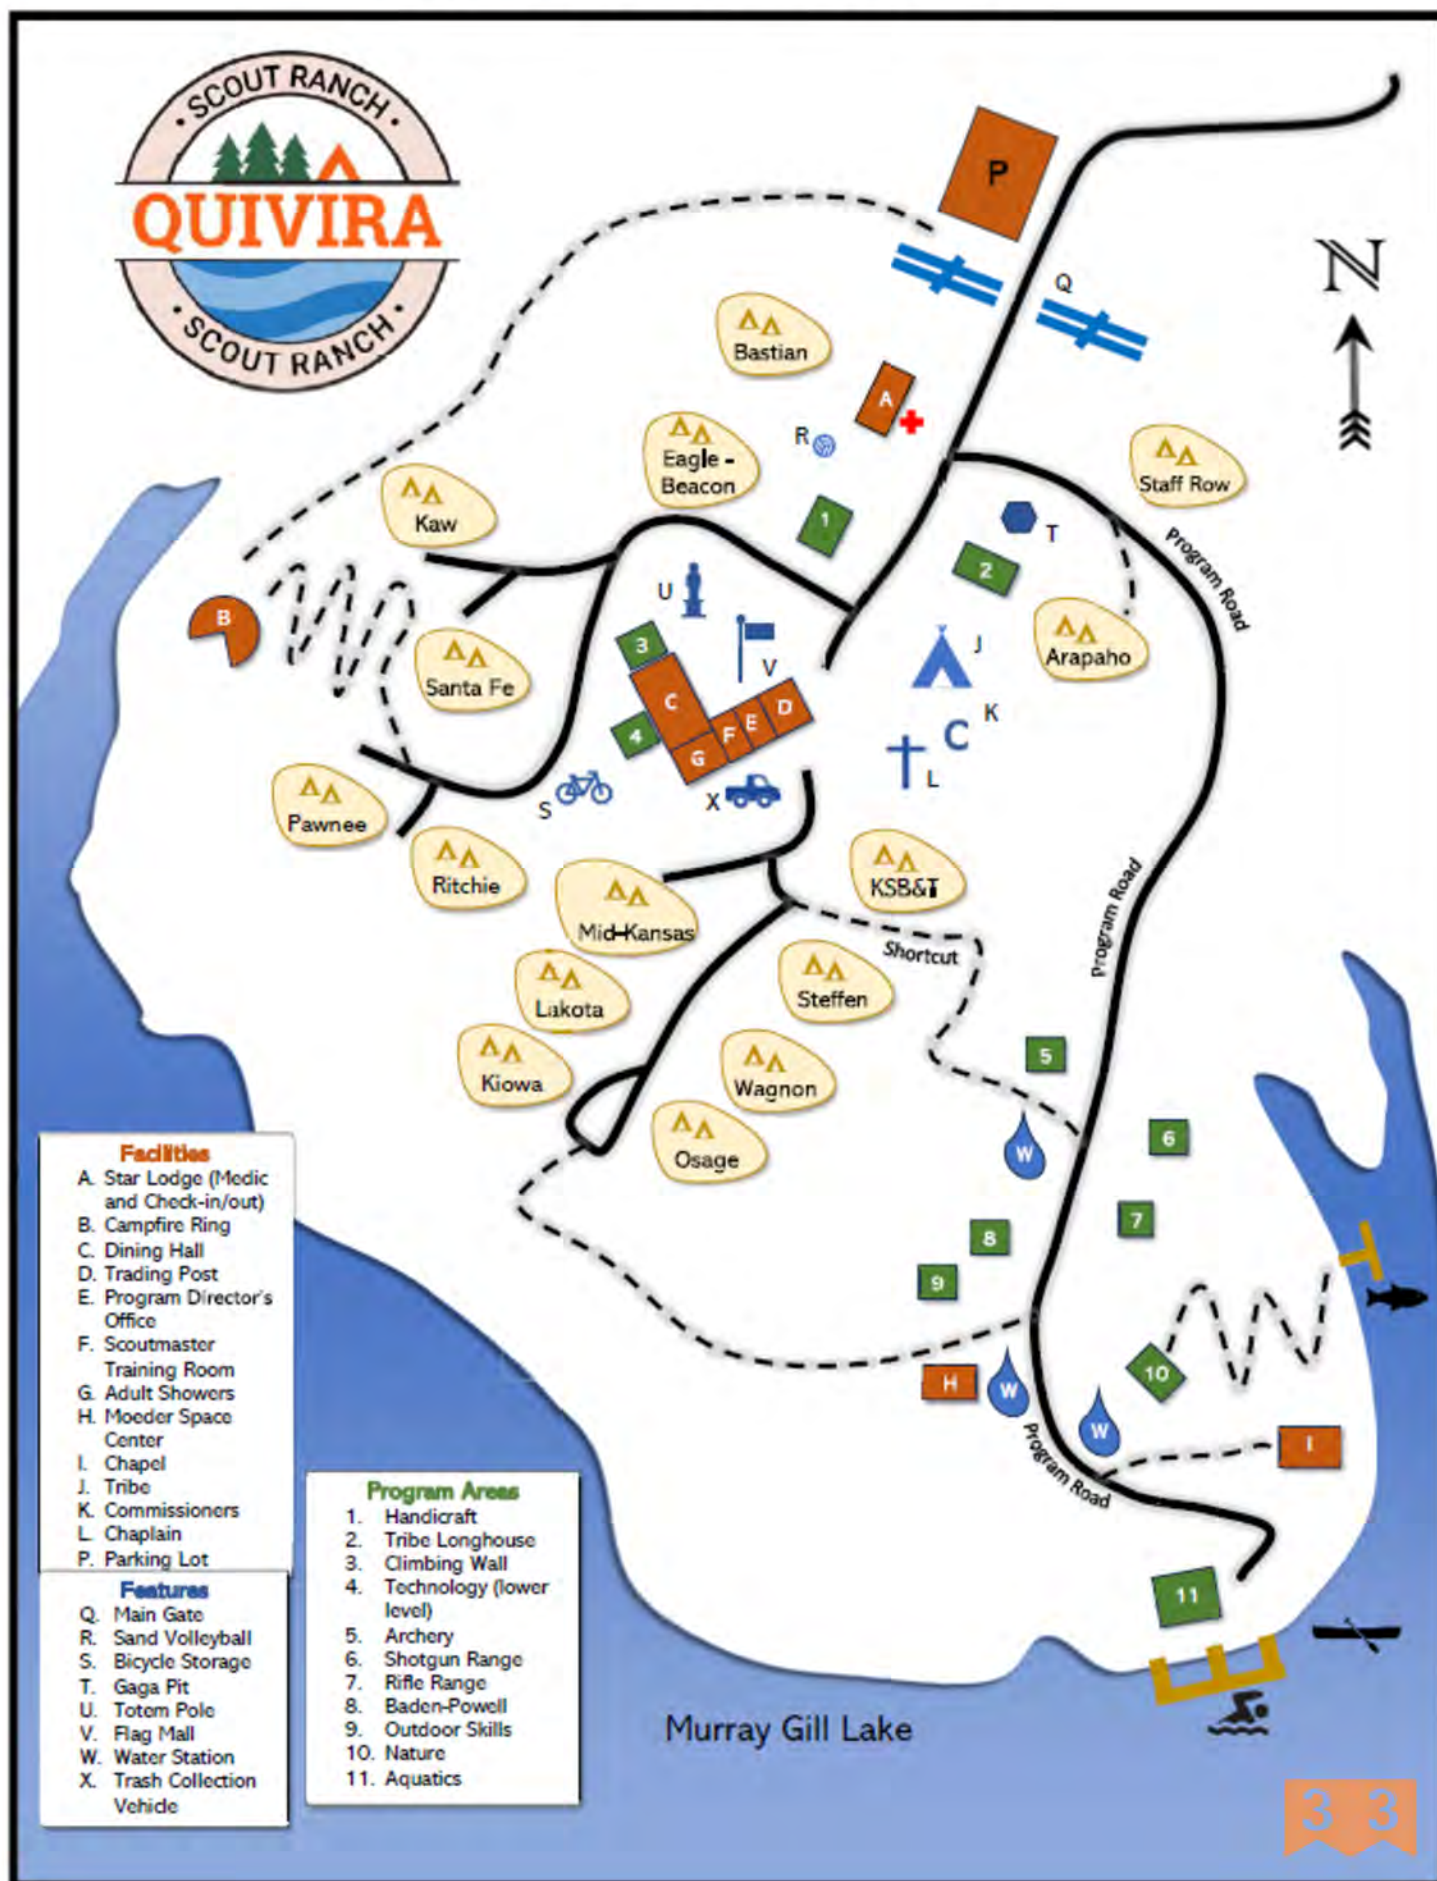 • SCOUT RANCH •
QUIVIRA
• SCOUT RANCH •
P
N
Q
Bastian
A
R
Eagle -
Beacon
Staff Row
Kaw
1
T
2
Program Road
B
U
3
V
J
Arapaho
Santa Fe
C
D
E
F
G
4
K
C
L
S
X
Pawnee
Ritchie
KSB&T
Mid-Kansas
Shortcut
Program Road
Steffen
Lakota
Kiowa
Wagnon
5
W
6
Osage
7
8
9
H
W
10
W
I
Program Road
11
Facilities
A. Star Lodge (Medic
and Check-in/out)
B. Campfire Ring
C. Dining Hall
D. Trading Post
E. Program Director's
Office
F. Scoutmaster
Training Room
G. Adult Showers
H. Moeder Space
Center
I. Chapel
J. Tribe
K. Commissioners
L. Chaplain
P. Parking Lot
Features
Q. Main Gate
R. Sand Volleyball
S. Bicycle Storage
T. Gaga Pit
U. Totem Pole
V. Flag Mall
W. Water Station
X. Trash Collection
Vehicle
Program Areas
1. Handicraft
2. Tribe Longhouse
3. Climbing Wall
4. Technology (lower
level)
5. Archery
6. Shotgun Range
7. Rifle Range
8. Baden-Powell
9. Outdoor Skills
10. Nature
11. Aquatics
Murray Gill Lake
3 3